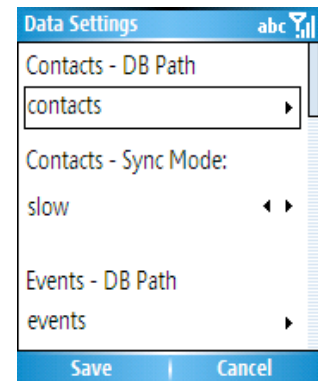 Data Settings abc
Contacts - DB Path
contacts
Contacts - Sync Mode:
slow
Events - DB Path
events
Save Cancel